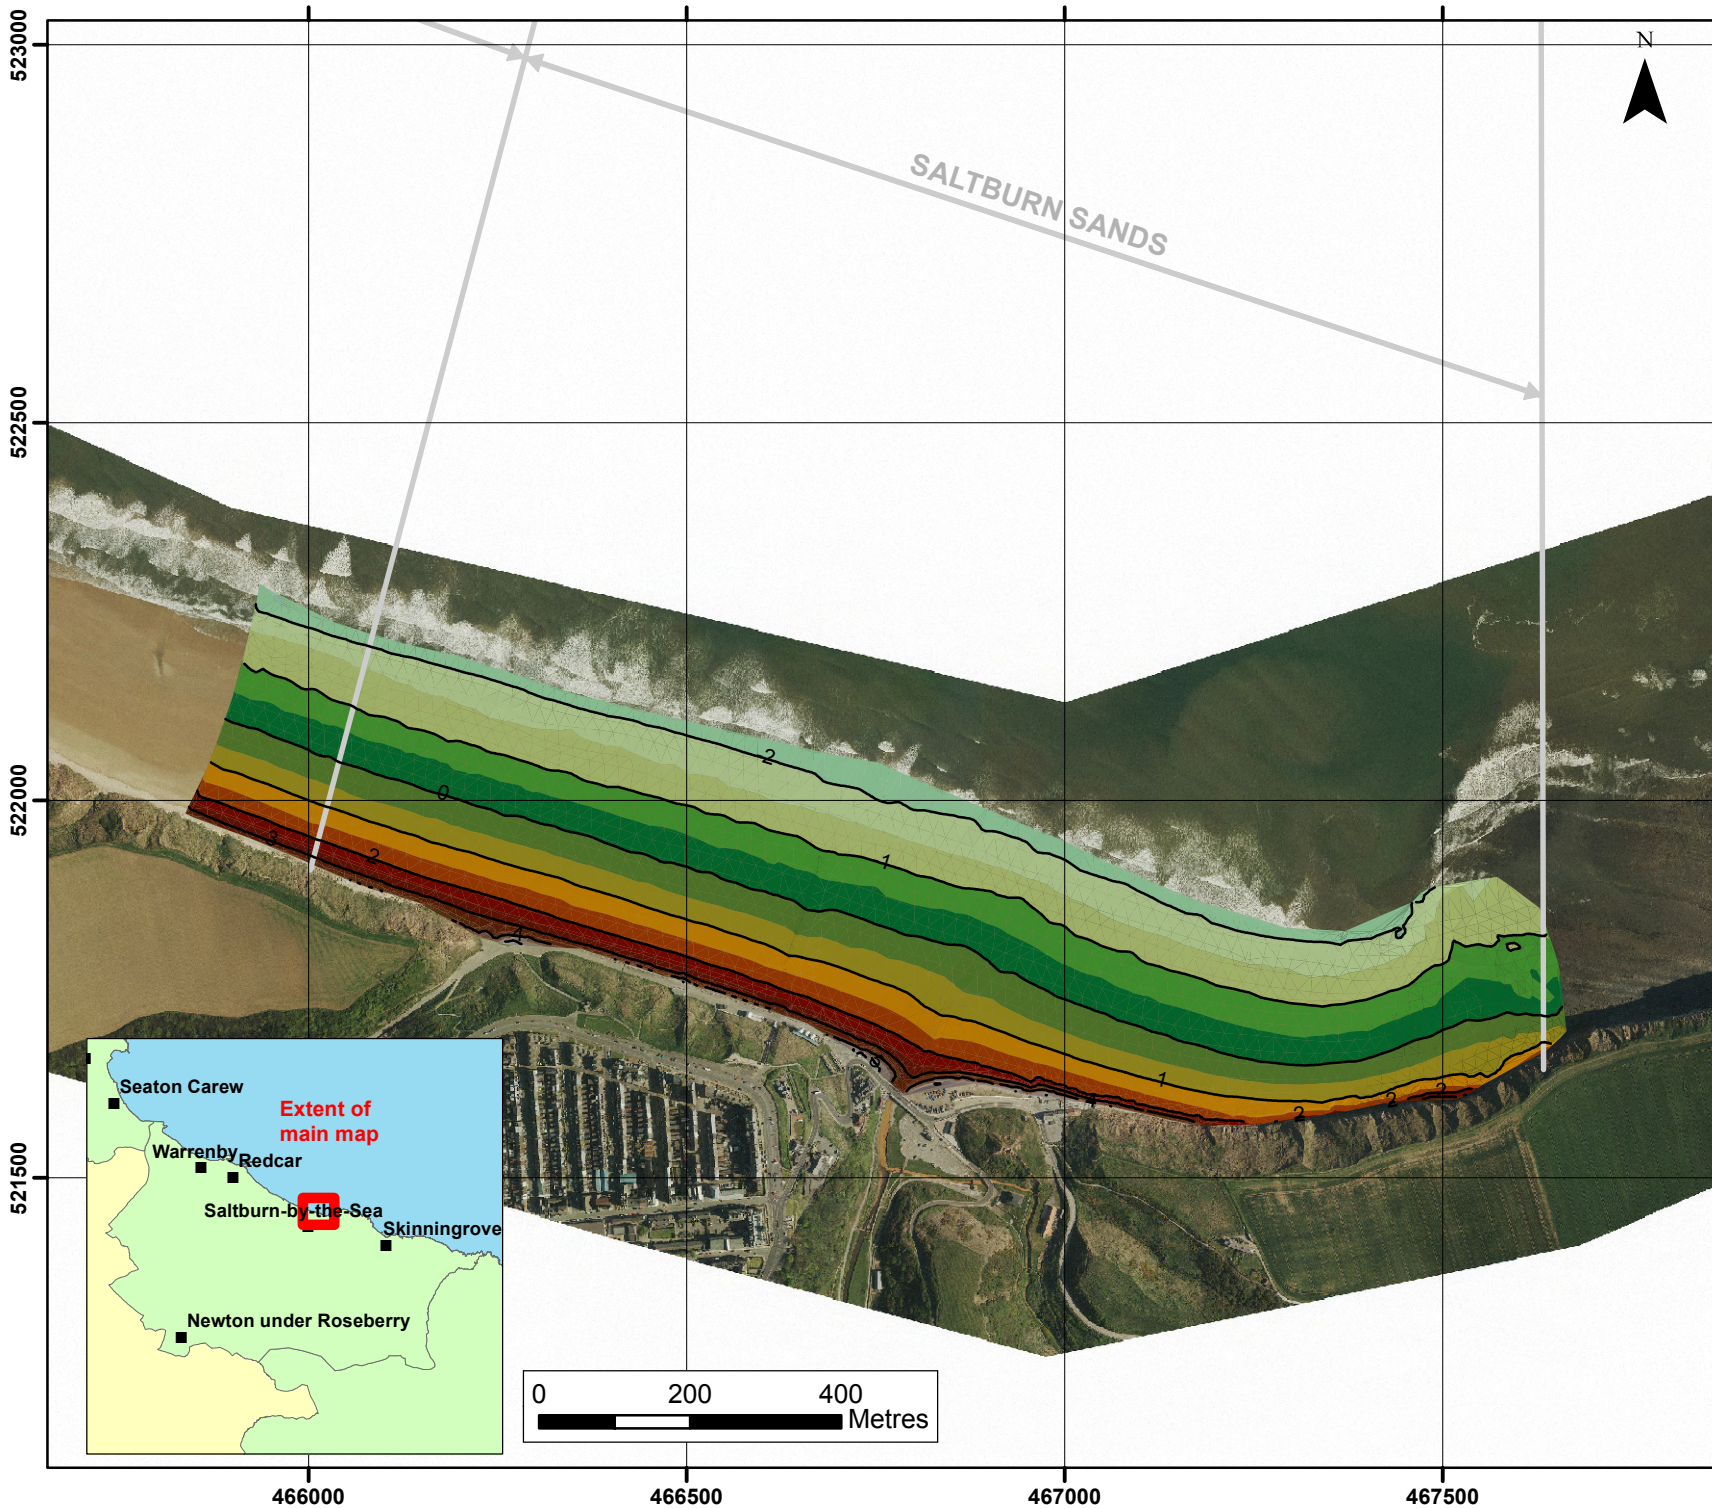 N
523000
522500
522000
521500
SALTBURN SANDS
2
0
1
3
2
4
1
4
2
2
2
Seaton Carew
Extent of
main map
Warrenby
Redcar
Saltburn-by-the-Sea
Skinningrove
Newton under Roseberry
0 200 400
Metres
466000 466500 467000 467500